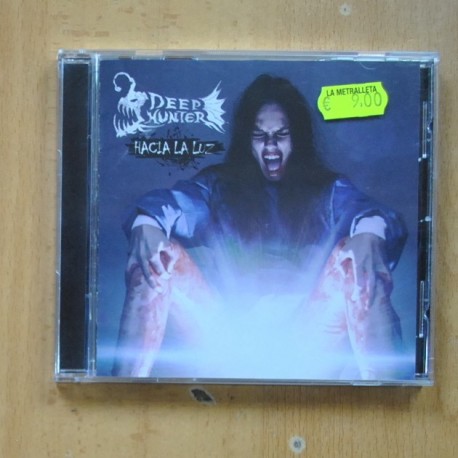 DEEP
HUNTER
HACIA LA LUZ
LA METRALLETA
€ 9.00